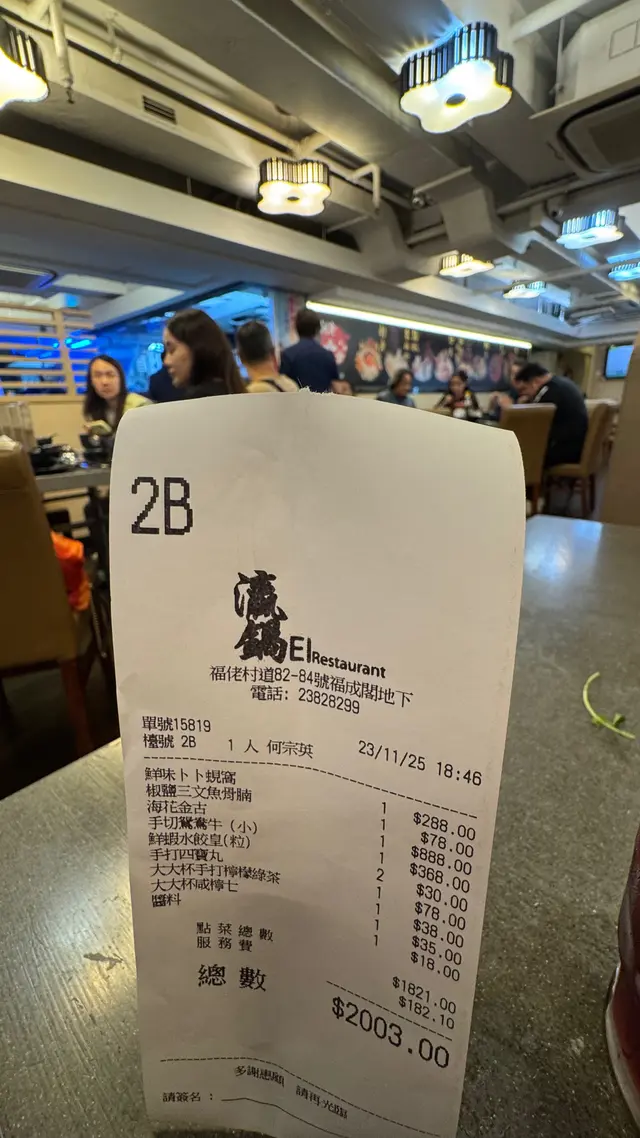 2B
瀛鍋 EI Restaurant
福佬村道82-84號福成閣地下
電話: 23828299
單號15819
檯號 2B 1 人 何宗英 23/11/25 18:46
鮮味卜卜蜆窩 1 $288.00
椒鹽三文魚骨腩 1 $78.00
海花金古 1 $888.00
手切鴛鴦牛 (小) 1 $368.00
鮮蝦水餃皇(粒) 2 $30.00
手打四寶丸 1 $78.00
大大杯手打檸檬綠茶 1 $38.00
大大杯咸檸七 1 $35.00
醬料 $18.00
點菜總數 $1821.00
服務費 $182.10
總數 $2003.00
多謝惠顧 請再光臨
請簽名：